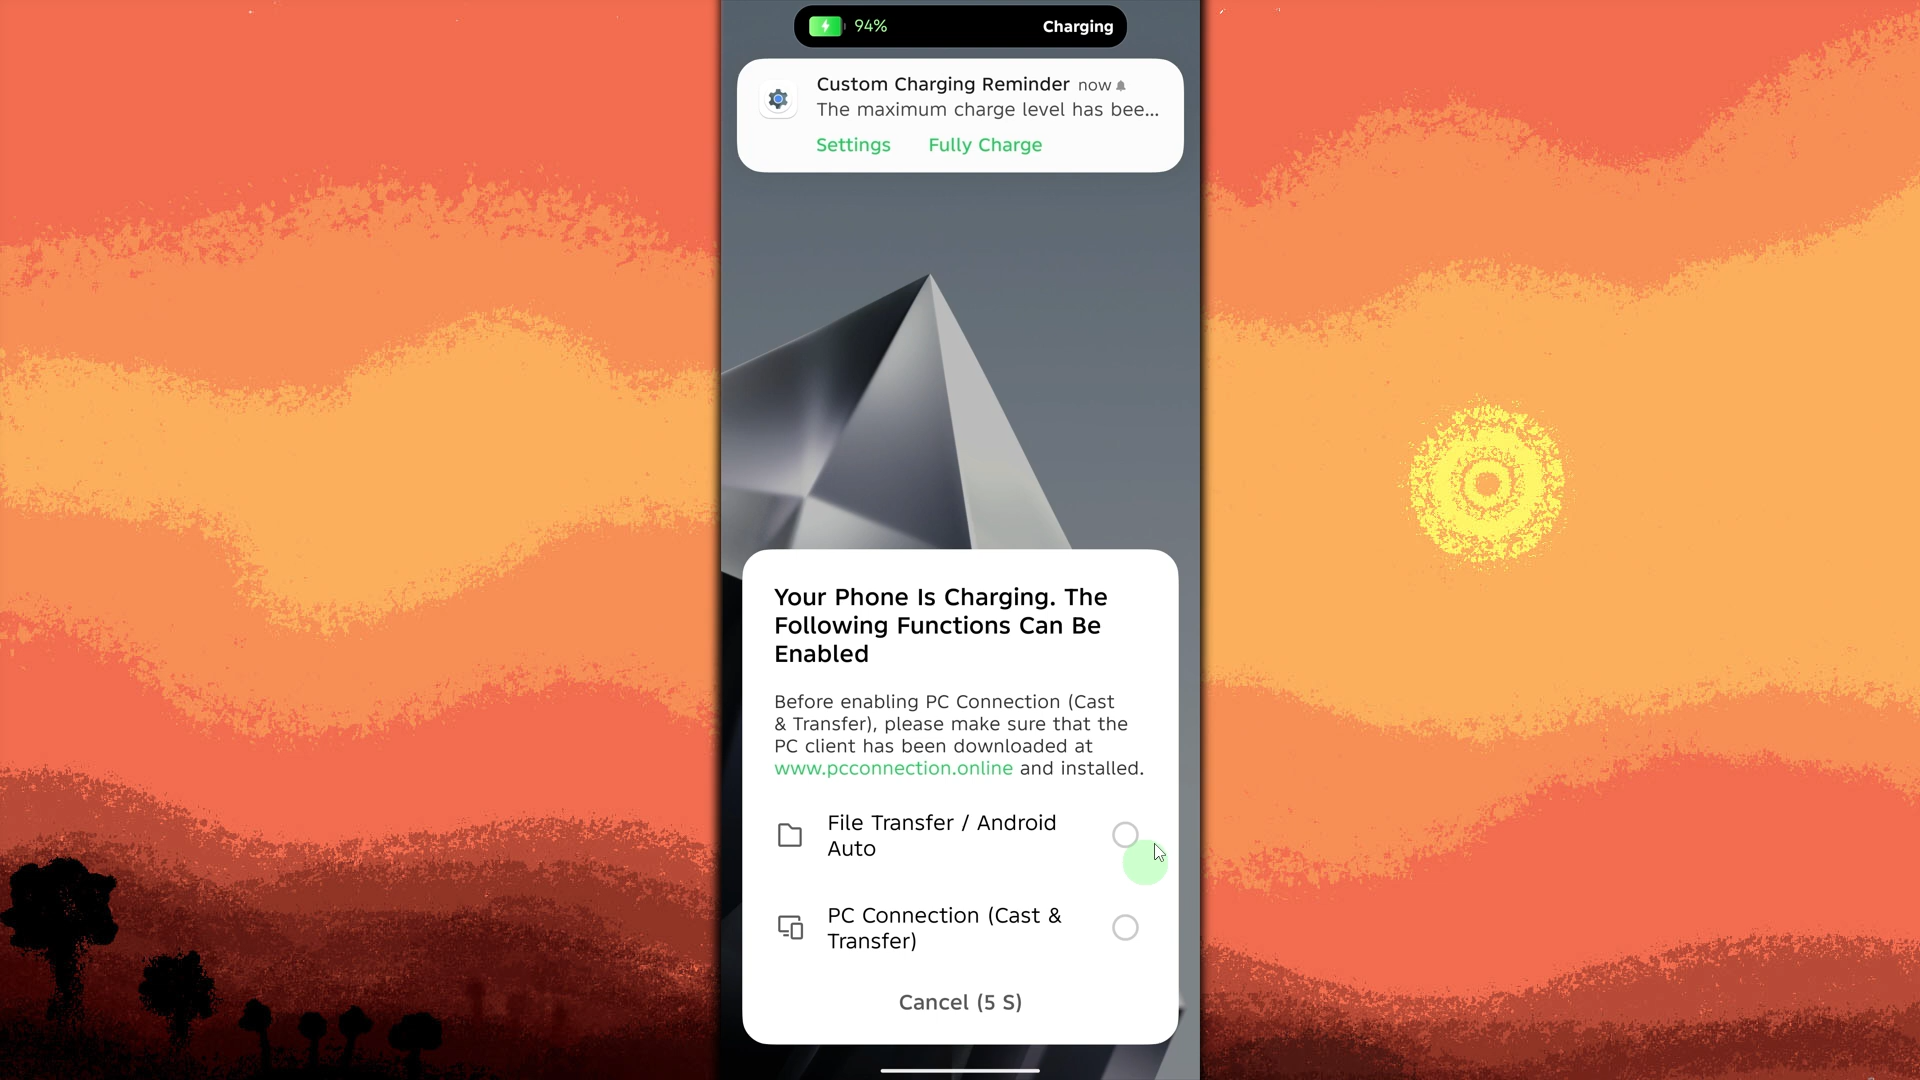 94%
Charging
Custom Charging Reminder now
The maximum charge level has bee...
Settings Fully Charge
Your Phone Is Charging. The
Following Functions Can Be
Enabled
Before enabling PC Connection (Cast
& Transfer), please make sure that the
PC client has been downloaded at
www.pcconnection.online and installed.
File Transfer / Android
Auto
PC Connection (Cast &
Transfer)
Cancel (5 S)